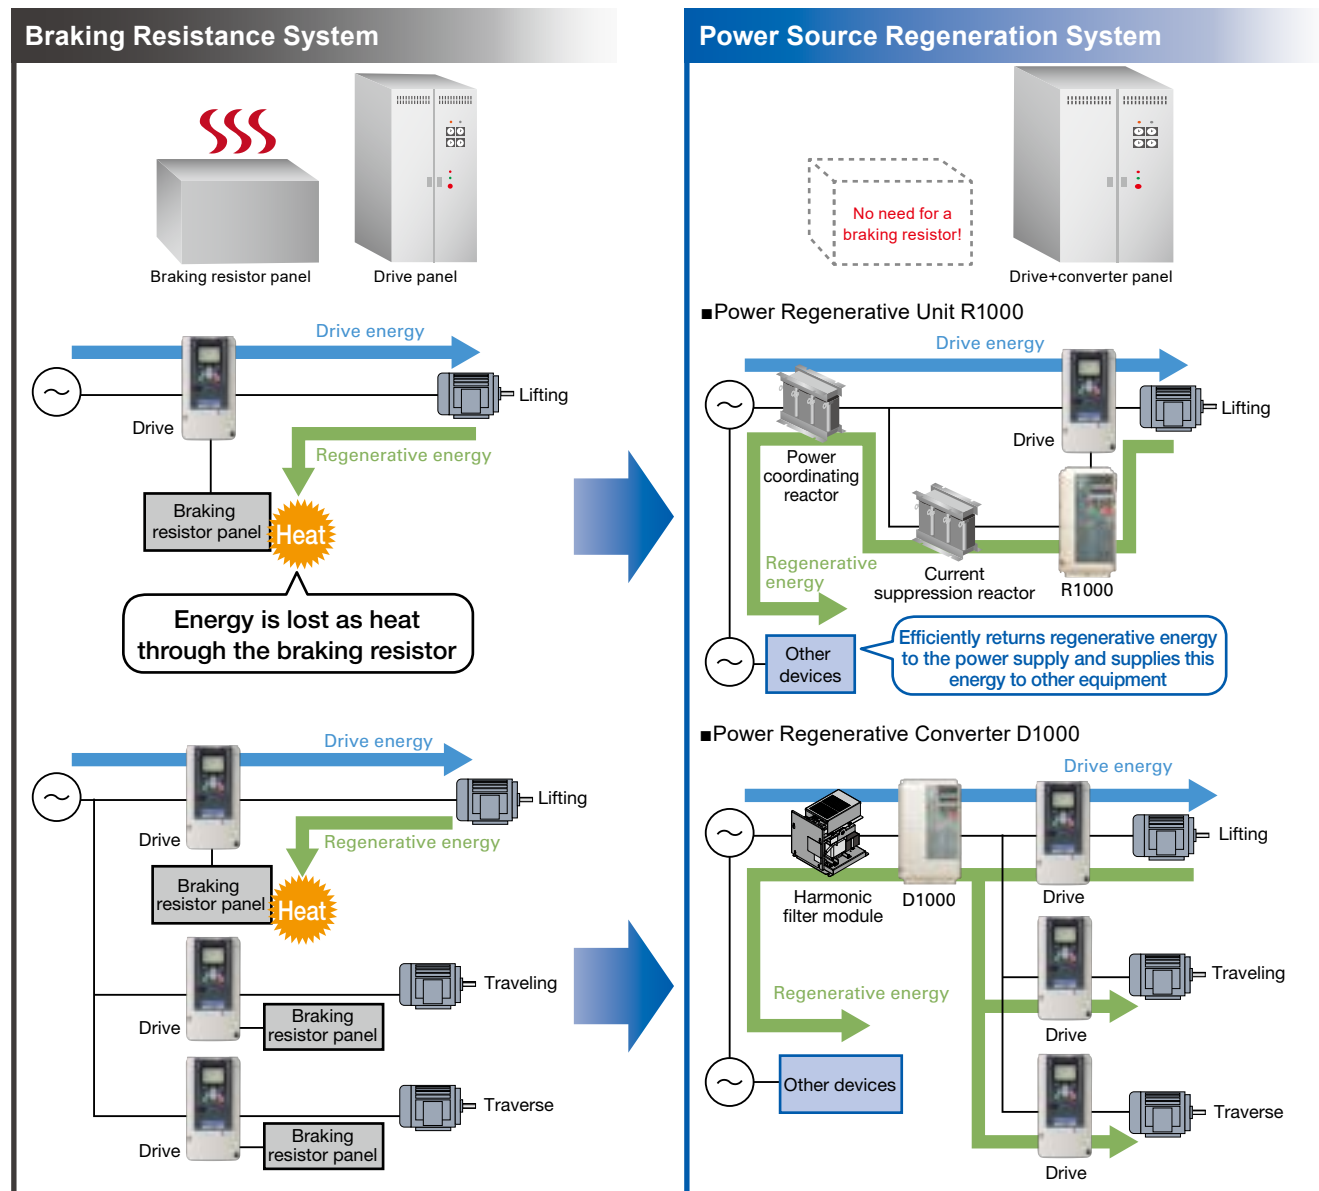 Braking Resistance System
Braking resistor panel
Drive panel
Drive energy
Lifting
Drive
Regenerative energy
Braking
resistor panel
Heat
Energy is lost as heat
through the braking resistor
Drive energy
Lifting
Drive
Regenerative energy
Braking
resistor panel
Heat
Traveling
Drive
Braking
resistor panel
Traverse
Drive
Braking
resistor panel
Power Source Regeneration System
No need for a
braking resistor!
Drive+converter panel
■Power Regenerative Unit R1000
Drive energy
Lifting
Drive
Power
coordinating
reactor
Regenerative
energy
Current
suppression reactor
R1000
Other
devices
Efficiently returns regenerative energy
to the power supply and supplies this
energy to other equipment
■Power Regenerative Converter D1000
Drive energy
Lifting
Harmonic
filter module
D1000
Drive
Traveling
Regenerative energy
Drive
Other devices
Traverse
Drive